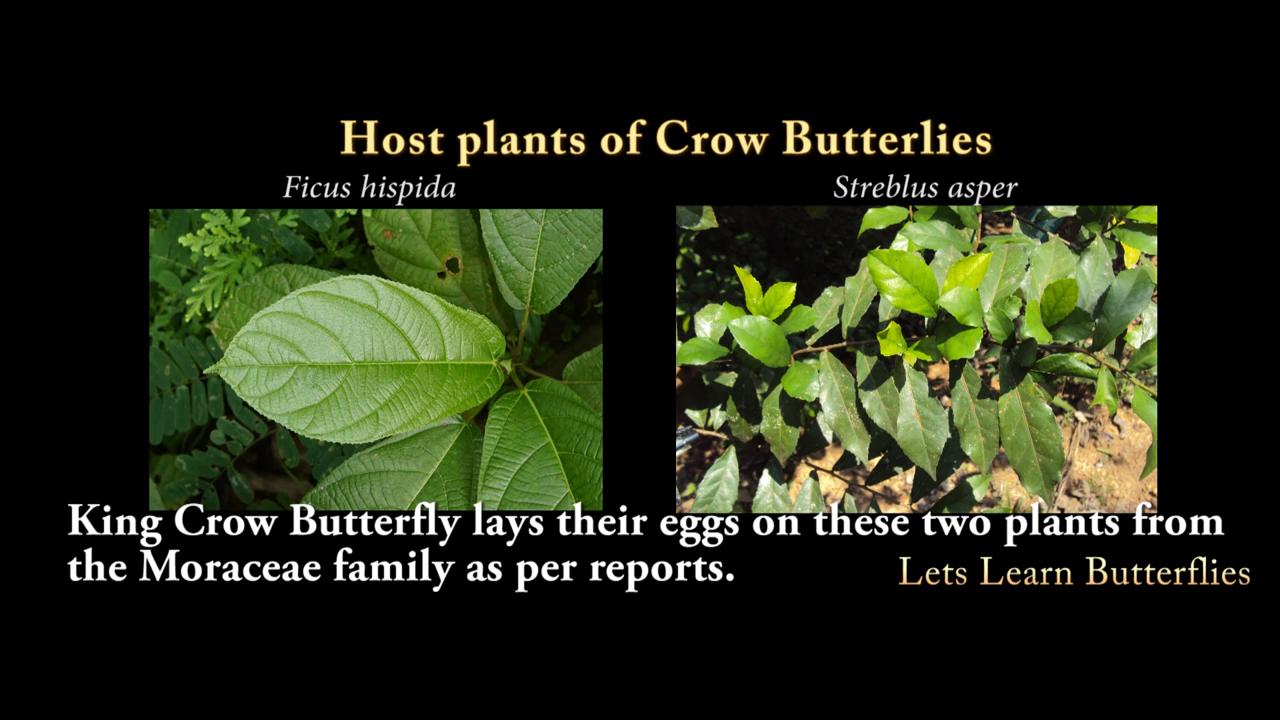 Host plants of Crow Butterlies
Ficus hispida
Streblus asper
King Crow Butterfly lays their eggs on these two plants from
the Moraceae family as per reports.
Lets Learn Butterflies